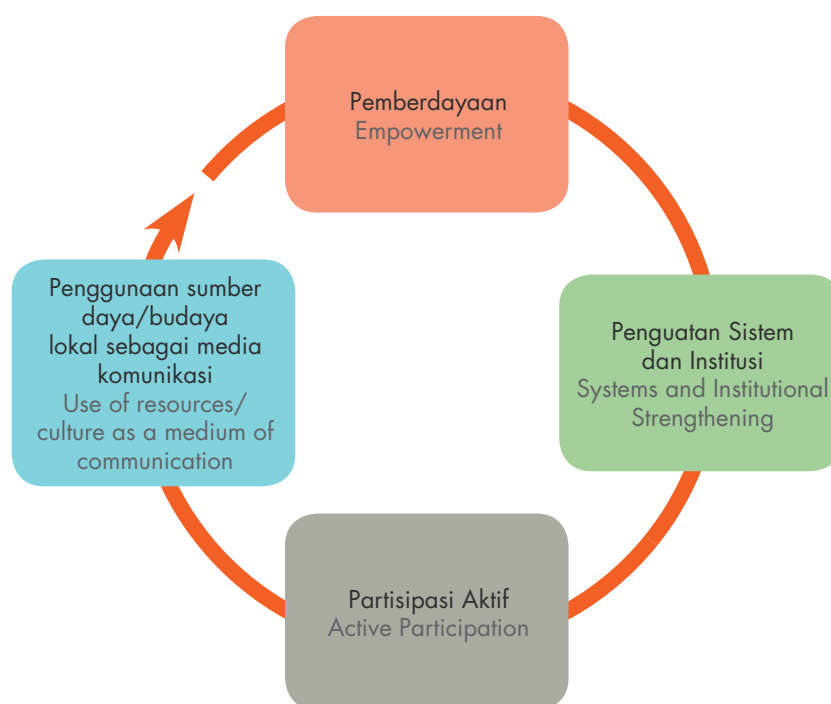 Pemberdayaan
Empowerment
Penguatan Sistem
dan Institusi
Systems and Institutional
Strengthening
Partisipasi Aktif
Active Participation
Penggunaan sumber
daya/budaya
lokal sebagai media
komunikasi
Use of resources/
culture as a medium of
communication